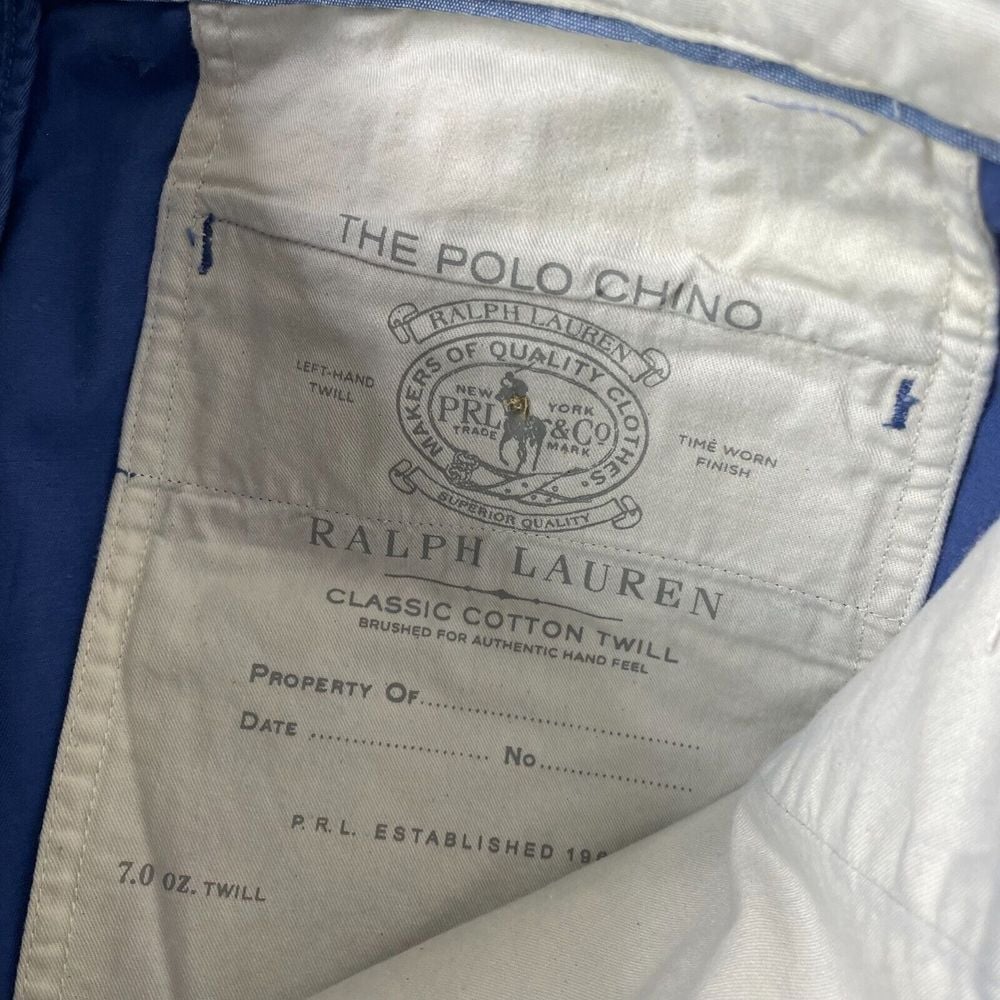 THE POLO CHINO
RALPH LAUREN
MAKERS OF QUALITY CLOTHES
LEFT-HAND
TWILL
NEW YORK
PRL &Co
TRADE MARK
TIME WORN
FINISH
SUPERIOR QUALITY
RALPH LAUREN
CLASSIC COTTON TWILL
BRUSHED FOR AUTHENTIC HAND FEEL
PROPERTY OF....................................
DATE ....................... No....................
P.R.L. ESTABLISHED
7.0 OZ. TWILL